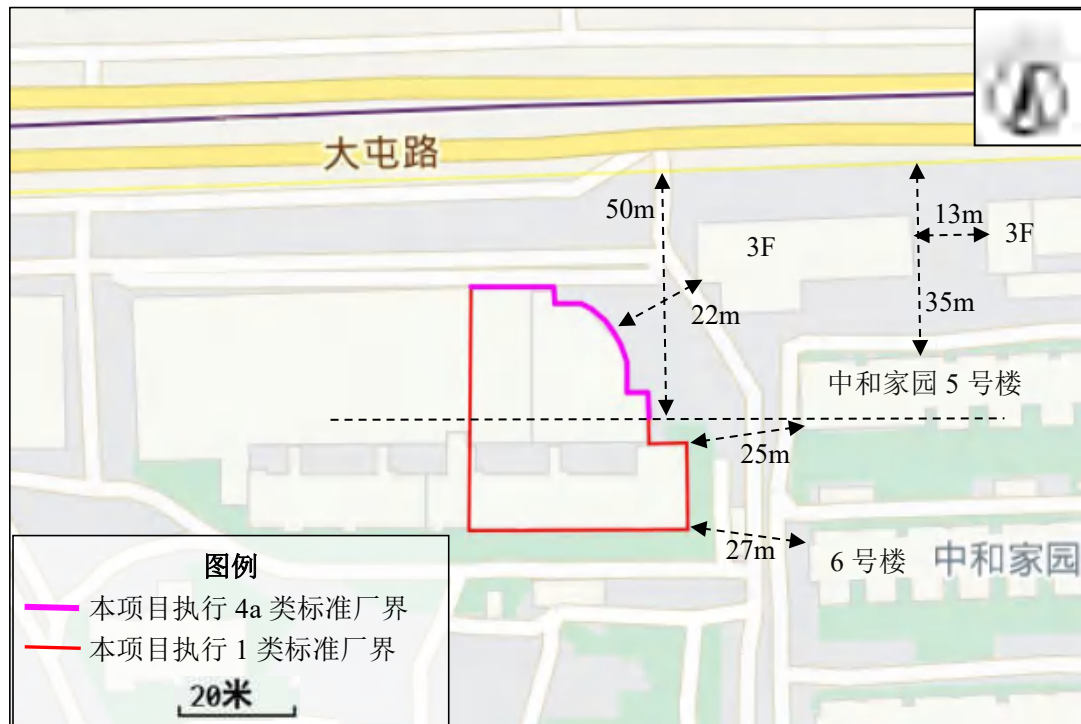 大屯路
50m
3F
13m
3F
22m
35m
中和家园 5 号楼
25m
27m
6 号楼
中和家园
图例
本项目执行 4a 类标准厂界
本项目执行 1 类标准厂界
20米